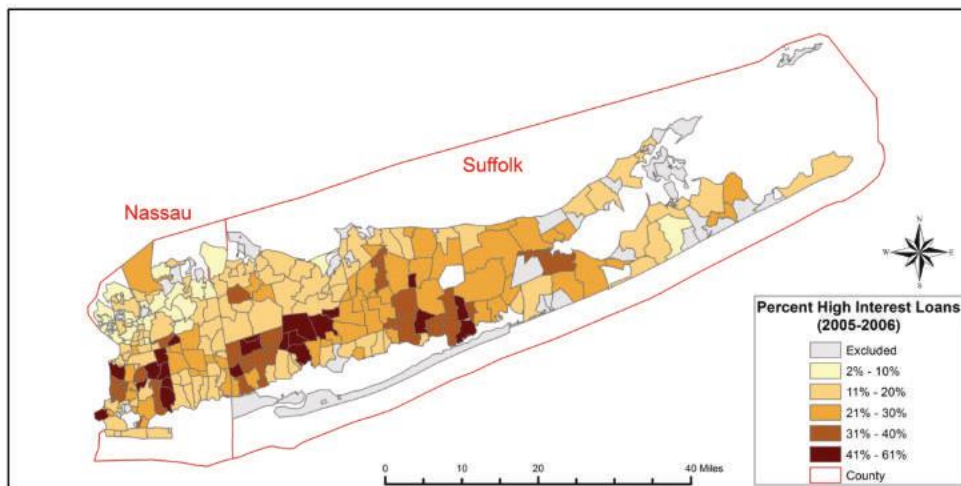 Suffolk
Nassau
N
W E
S
Percent High Interest Loans
(2005-2006)
Excluded
2% - 10%
11% - 20%
21% - 30%
31% - 40%
41% - 61%
County
0 10 20 40 Miles